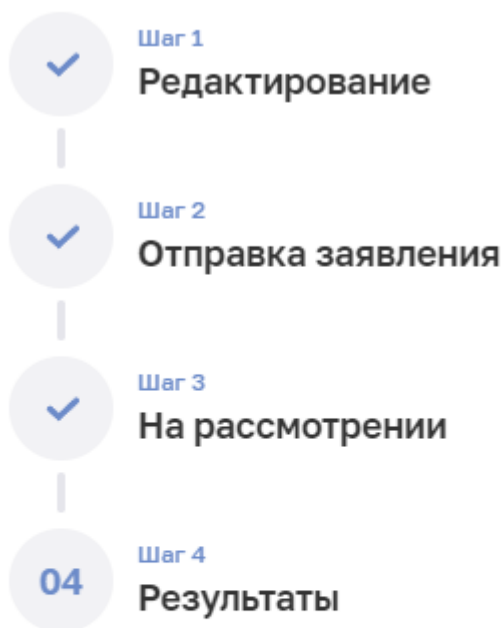 Шаг 1
Редактирование
Шаг 2
Отправка заявления
Шаг 3
На рассмотрении
04
Шаг 4
Результаты